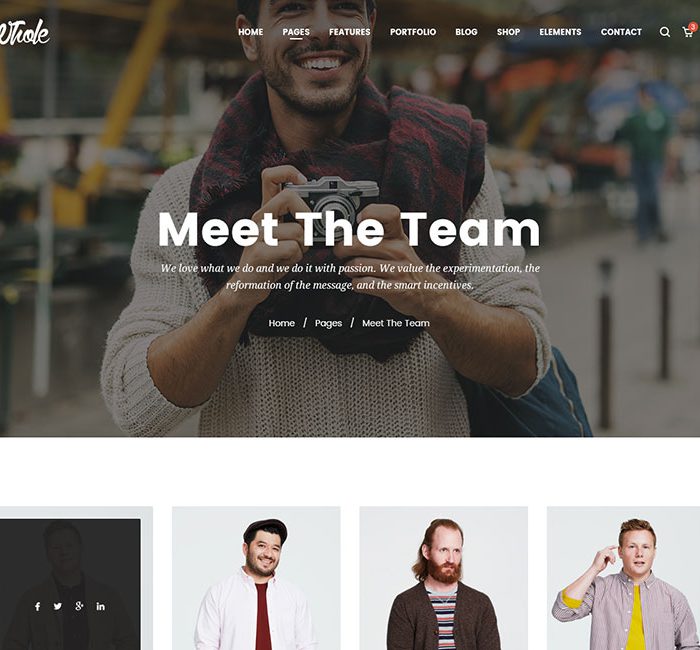 Whole
HOME PAGES FEATURES PORTFOLIO BLOG SHOP ELEMENTS CONTACT
3
Meet The Team
We love what we do and we do it with passion. We value the experimentation, the
reformation of the message, and the smart incentives.
Home / Pages / Meet The Team